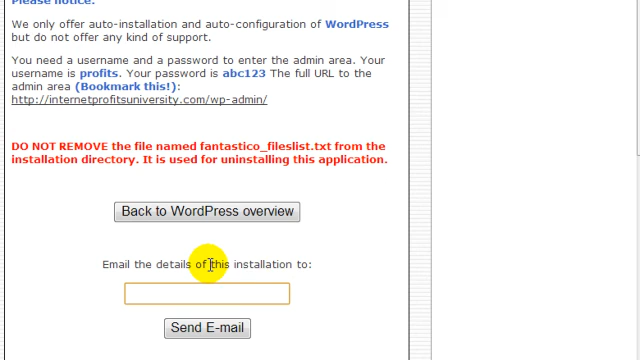 Please notice:
We only offer auto-installation and auto-configuration of WordPress
but do not offer any kind of support.
You need a username and a password to enter the admin area. Your
username is profits. Your password is abc123 The full URL to the
admin area (Bookmark this!):
http://internetprofitsuniversity.com/wp-admin/
DO NOT REMOVE the file named fantastico_fileslist.txt from the
installation directory. It is used for uninstalling this application.
Back to WordPress overview
Email the details of this installation to:
Send E-mail